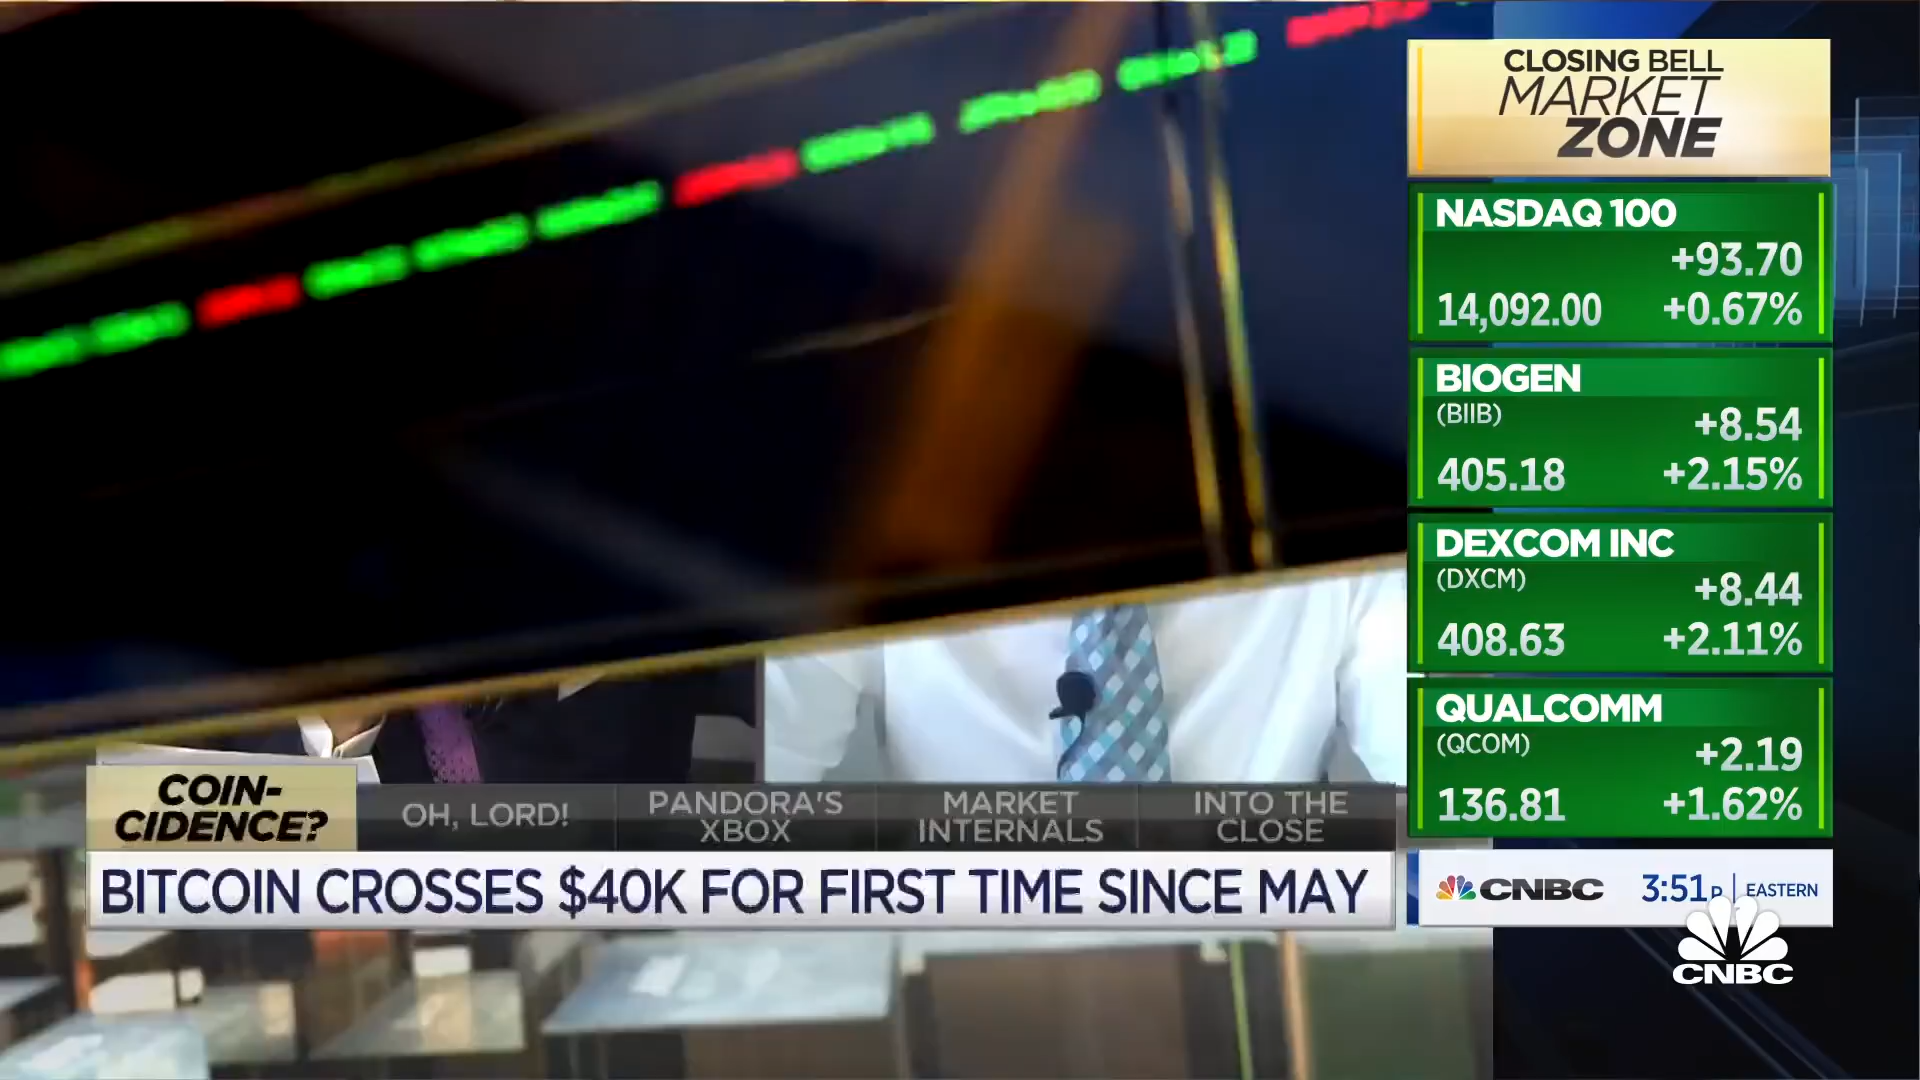 CLOSING BELL
MARKET
ZONE
NASDAQ 100
+93.70
14,092.00 +0.67%
BIOGEN
(BIIB)
+8.54
405.18 +2.15%
DEXCOM INC
(DXCM)
+8.44
408.63 +2.11%
QUALCOMM
(QCOM)
+2.19
136.81 +1.62%
COIN-
CIDENCE?
OH, LORD!
PANDORA'S
XBOX
MARKET
INTERNALS
INTO THE
CLOSE
BITCOIN CROSSES $40K FOR FIRST TIME SINCE MAY
CNBC 3:51P EASTERN
CNBC